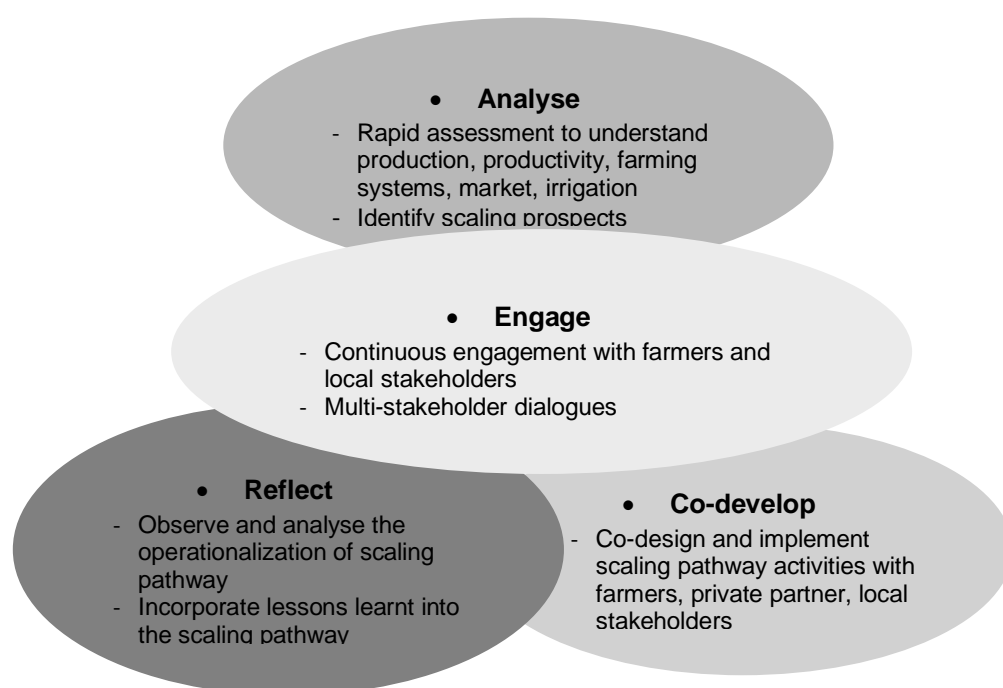 • Analyse
- Rapid assessment to understand
production, productivity, farming
systems, market, irrigation
- Identify scaling prospects
• Engage
- Continuous engagement with farmers and
local stakeholders
- Multi-stakeholder dialogues
• Reflect
- Observe and analyse the
operationalization of scaling
pathway
- Incorporate lessons learnt into
the scaling pathway
• Co-develop
- Co-design and implement
scaling pathway activities with
farmers, private partner, local
stakeholders